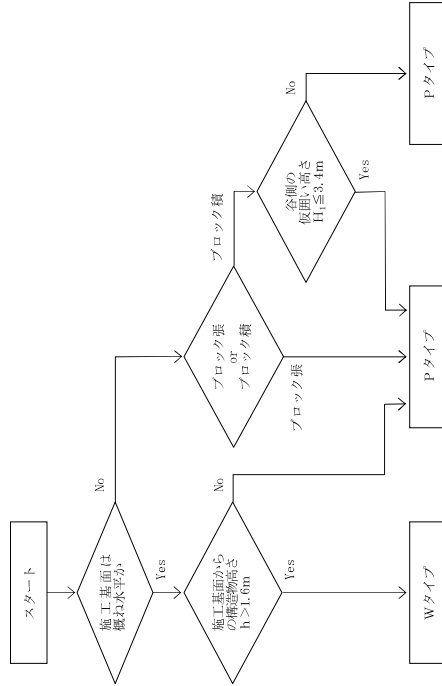 スタート
施工基面は
概ね水平か
No
Yes
ブロック張
or
ブロック積
ブロック積
ブロック張
施工基面から
の構造物高さ
h＞1.6m
No
Yes
谷側の
仮囲い高さ
H₁≦3.4m
No
Yes
Wタイプ
Pタイプ
Pタイプ